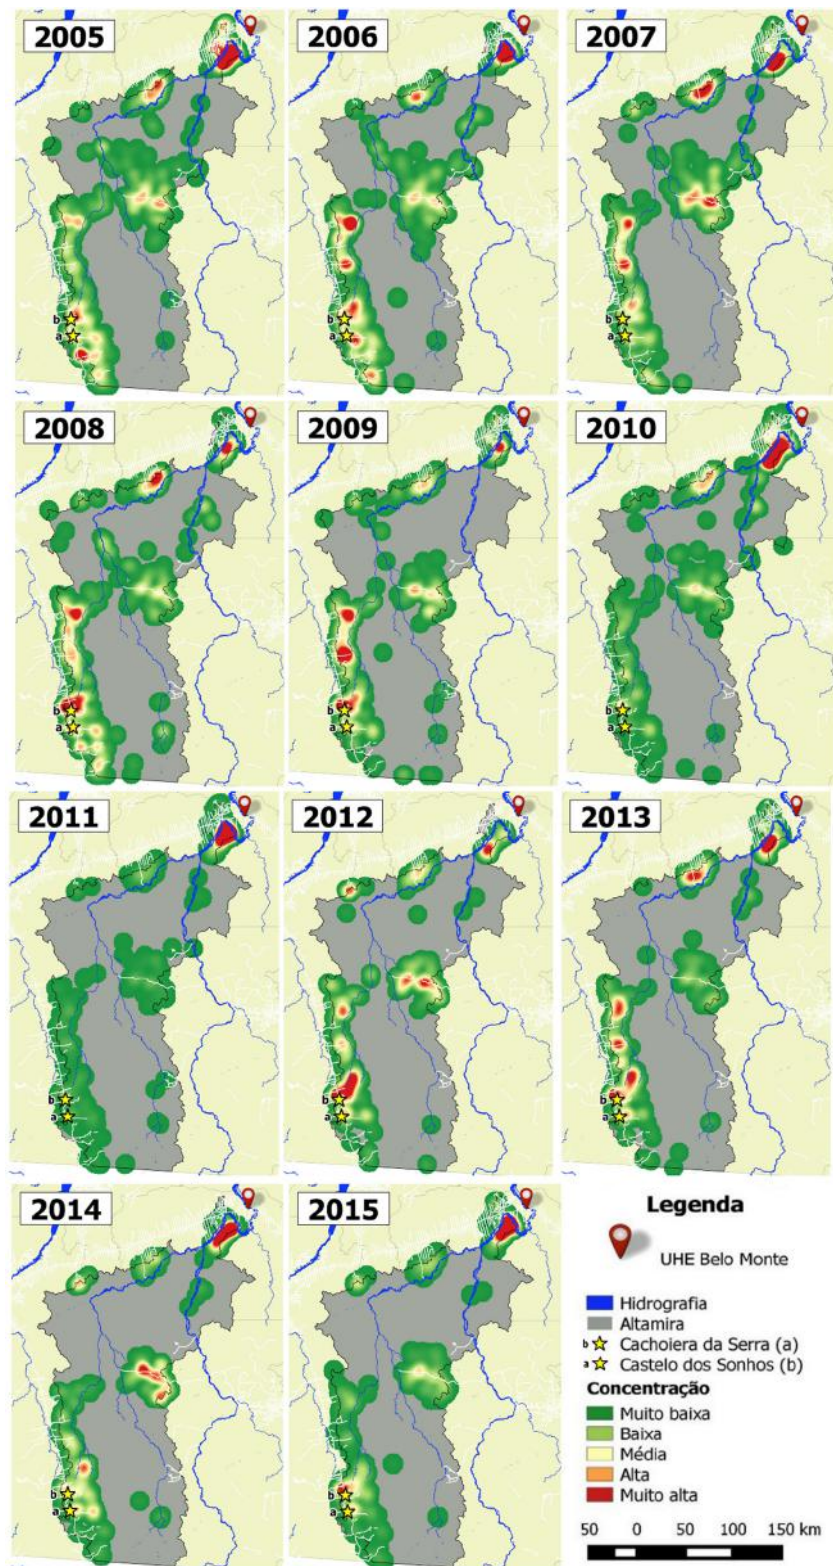 2005
2006
2007
b
a
b
a
b
a
2008
2009
2010
b
a
b
a
b
a
2011
2012
2013
b
a
b
a
b
a
2014
2015
b
a
b
a
Legenda
UHE Belo Monte
Hidrografia
Altamira
b Cachoiera da Serra (a)
a Castelo dos Sonhos (b)
Concentração
Muito baixa
Baixa
Média
Alta
Muito alta
50 0 50 100 150 km